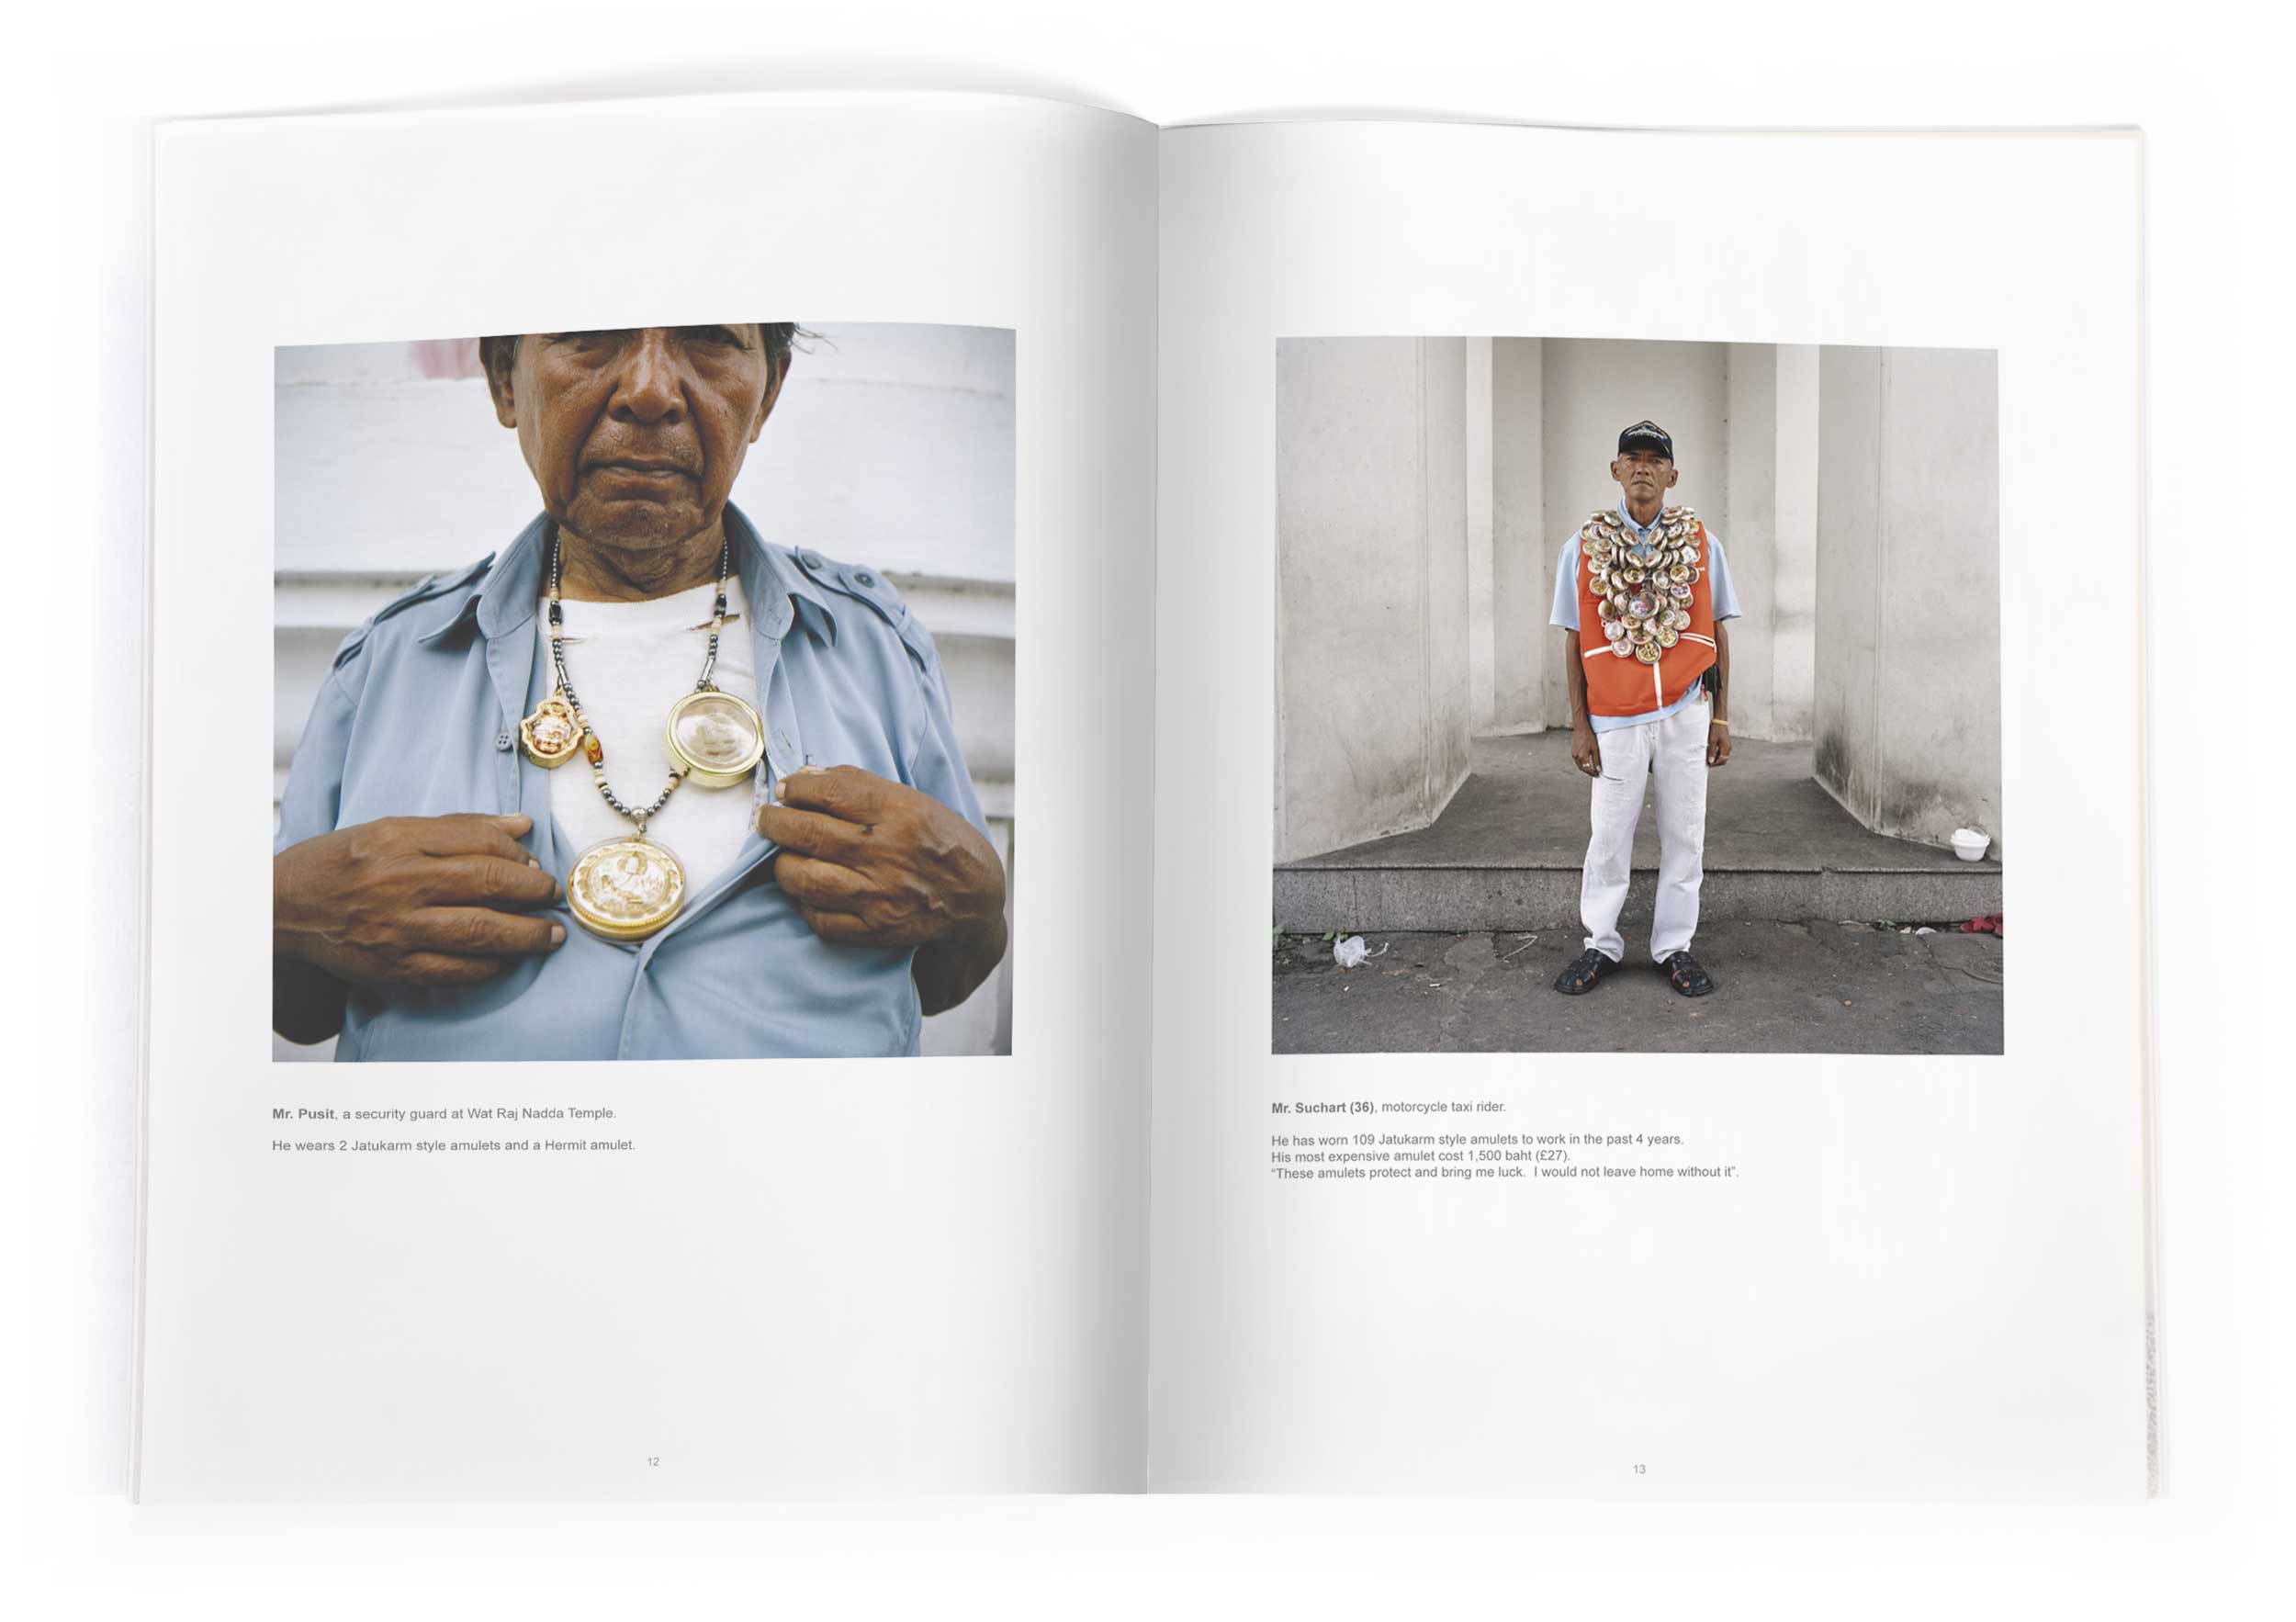 Mr. Pusit, a security guard at Wat Raj Nadda Temple.
He wears 2 Jatukarm style amulets and a Hermit amulet.
12
Mr. Suchart (36), motorcycle taxi rider.
He has worn 109 Jatukarm style amulets to work in the past 4 years.
His most expensive amulet cost 1,500 baht (£27).
“These amulets protect and bring me luck.  I would not leave home without it”.
13